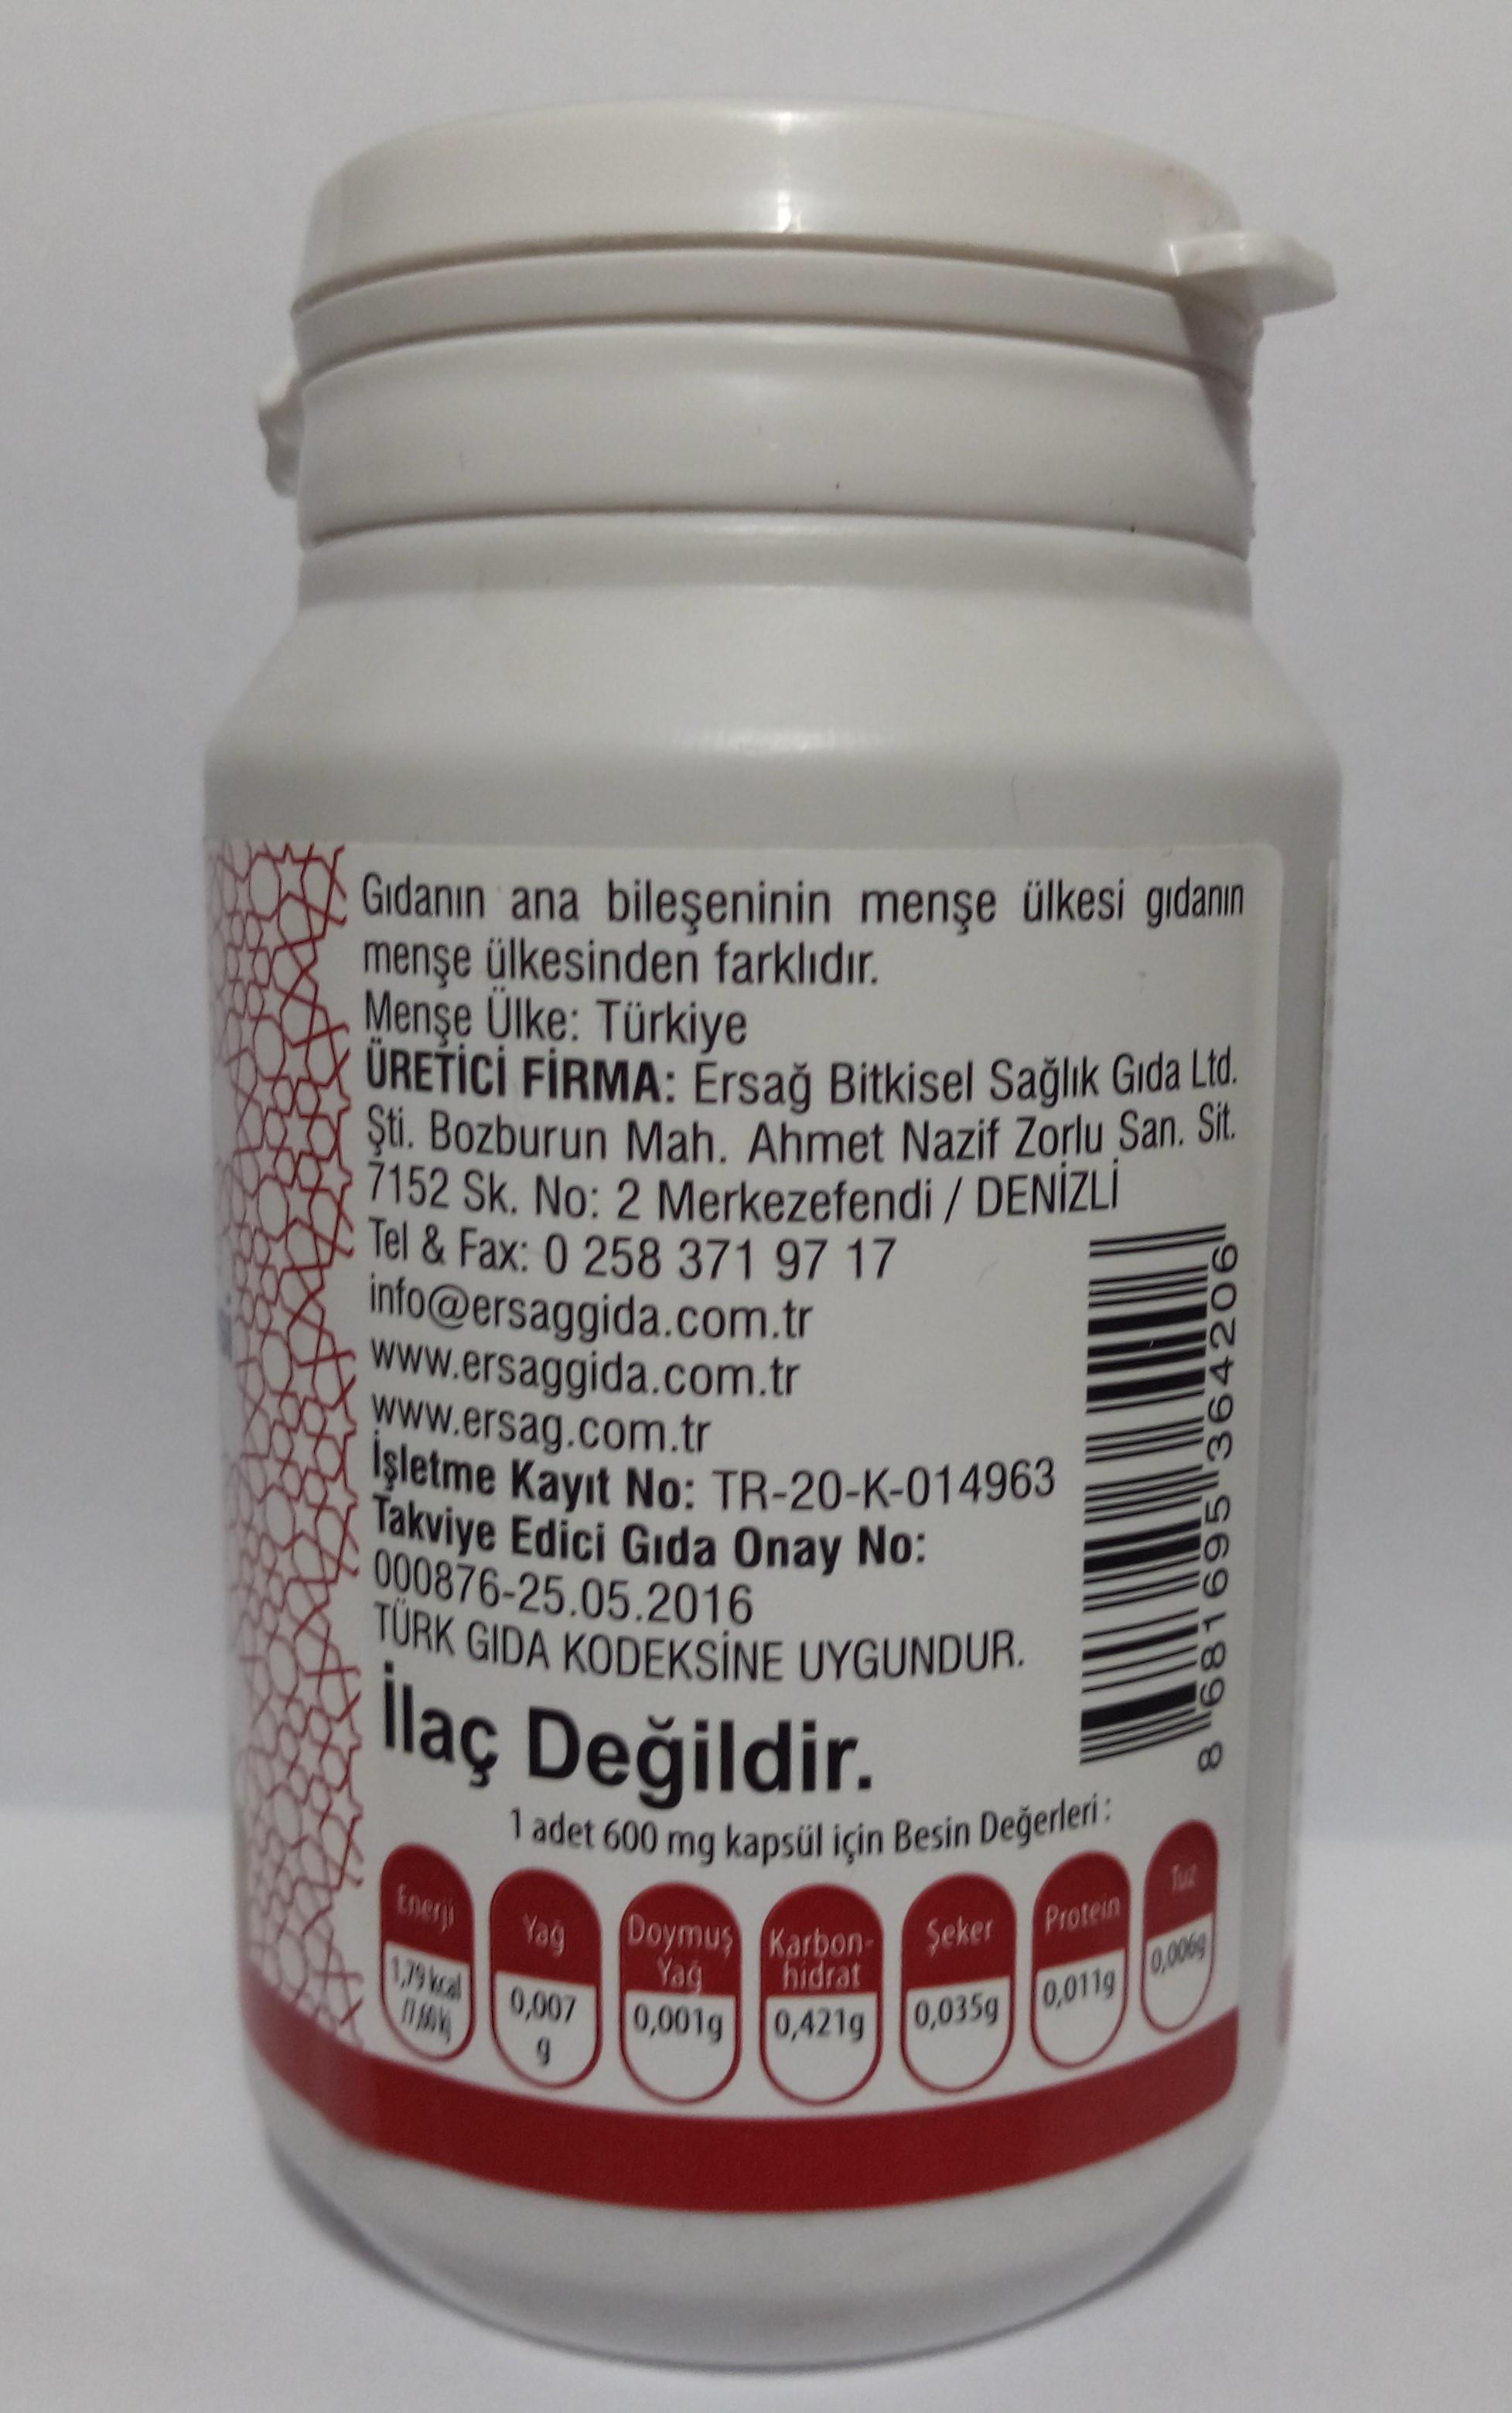 Gıdanın ana bileşeninin menşe ülkesi gıdanın
menşe ülkesinden farklıdır.
Menşe Ülke: Türkiye
ÜRETİCİ FİRMA: Ersağ Bitkisel Sağlık Gıda Ltd.
Şti. Bozburun Mah. Ahmet Nazif Zorlu San. Sit.
7152 Sk. No: 2 Merkezefendi / DENİZLİ
Tel & Fax: 0 258 371 97 17
info@ersaggida.com.tr
www.ersaggida.com.tr
www.ersag.com.tr
İşletme Kayıt No: TR-20-K-014963
Takviye Edici Gıda Onay No:
000876-25.05.2016
TÜRK GIDA KODEKSİNE UYGUNDUR.
İlaç Değildir.
8 681695 364206
1 adet 600 mg kapsül için Besin Değerleri :
Enerji
1,79 kcal
Yağ
0,007
g
Doymuş
Yağ
0,001g
Karbon-
hidrat
0,421g
Şeker
0,035g
Protein
0,011g
Tuz
0,006g